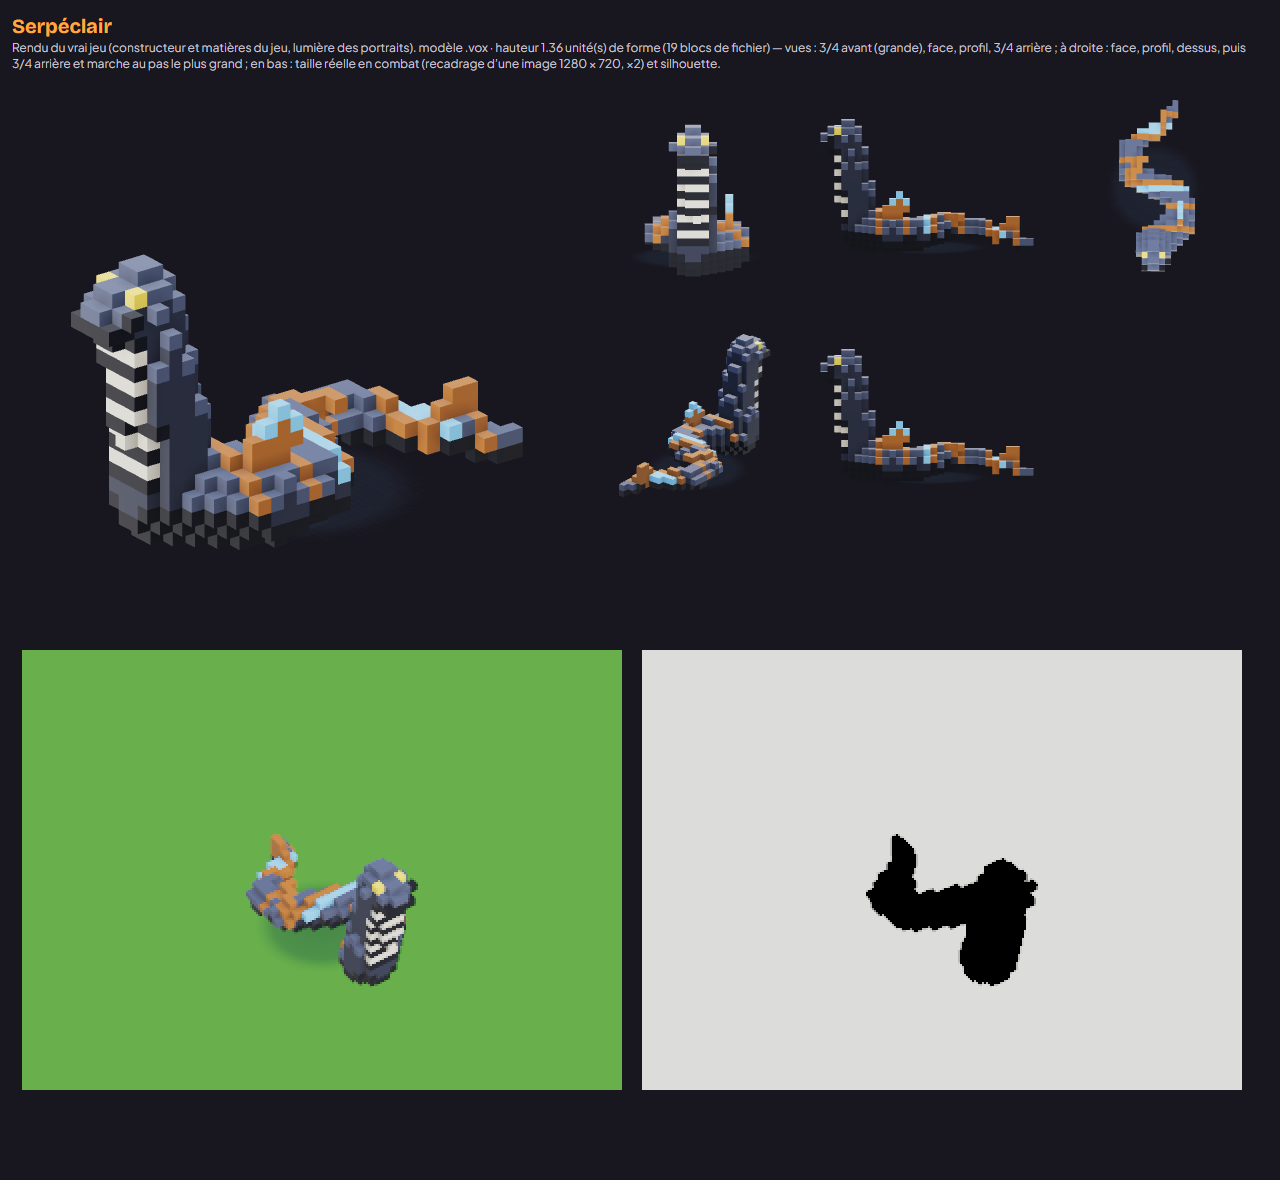 Serpéclair
Rendu du vrai jeu (constructeur et matières du jeu, lumière des portraits). modèle .vox · hauteur 1.36 unité(s) de forme (19 blocs de fichier) — vues : 3/4 avant (grande), face, profil, 3/4 arrière ; à droite : face, profil, dessus, puis
3/4 arrière et marche au pas le plus grand ; en bas : taille réelle en combat (recadrage d'une image 1280 × 720, ×2) et silhouette.